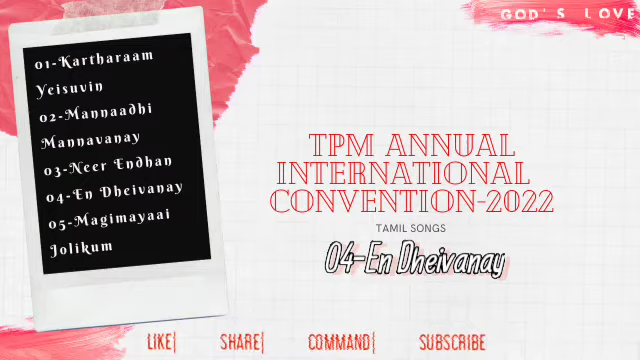 GOD'S LOVE
01-Kartharaam
Yeisuvin
02-Mannaadhi
Mannavanay
03-Neer Endhan
04-En Dheivanay
05-Magimayaai
Jolikum
TPM ANNUAL
INTERNATIONAL
CONVENTION-2022
TAMIL SONGS
04-En Dheivanay
LIKE| SHARE| COMMAND| SUBSCRIBE